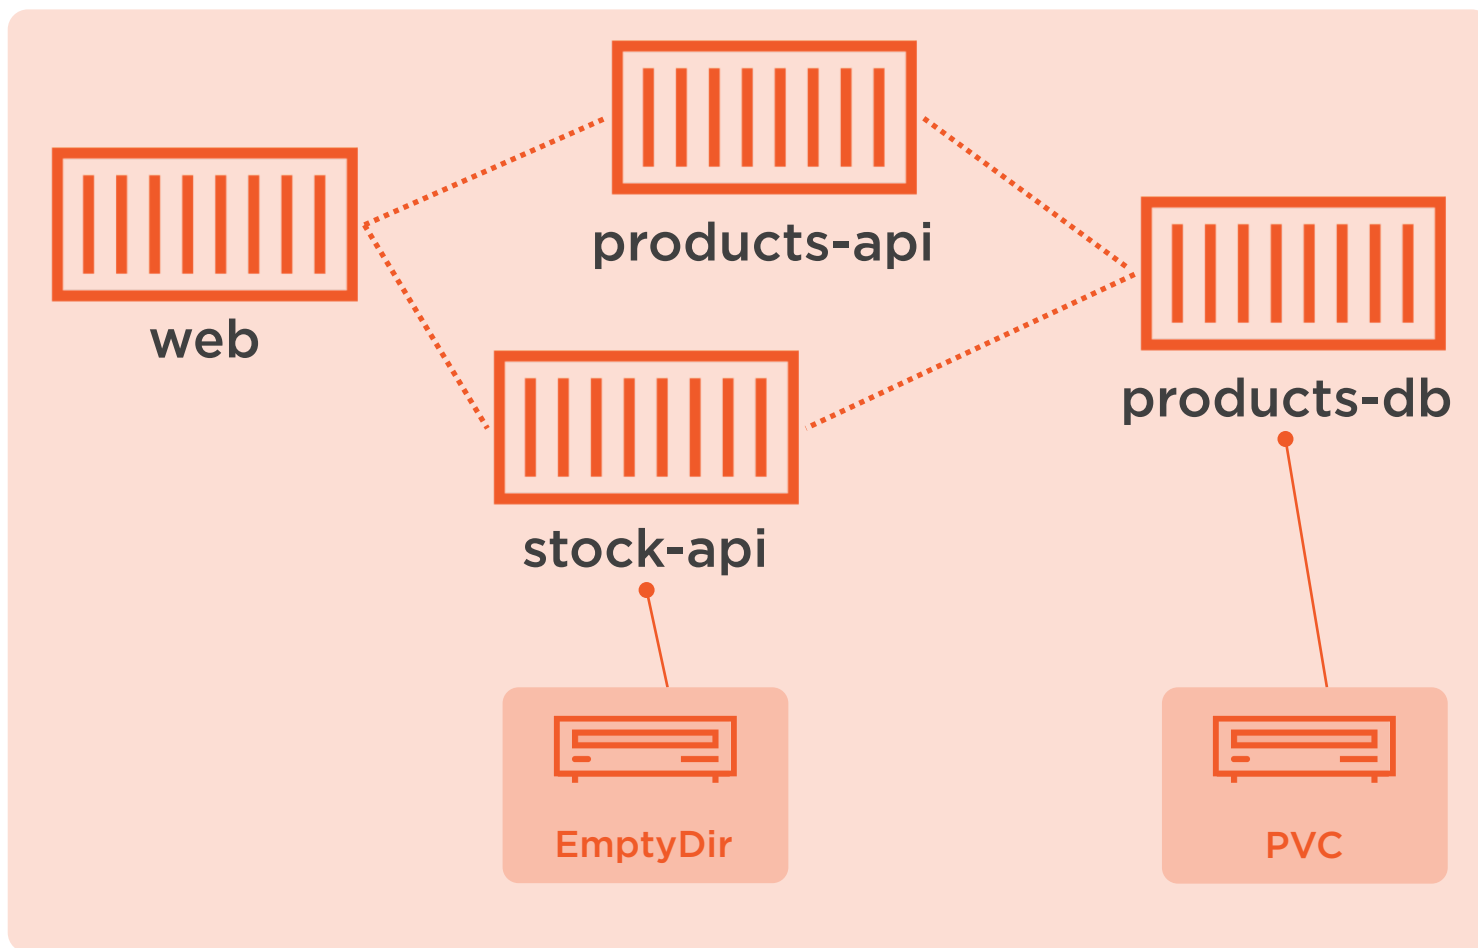 products-api
web
products-db
stock-api
EmptyDir
PVC